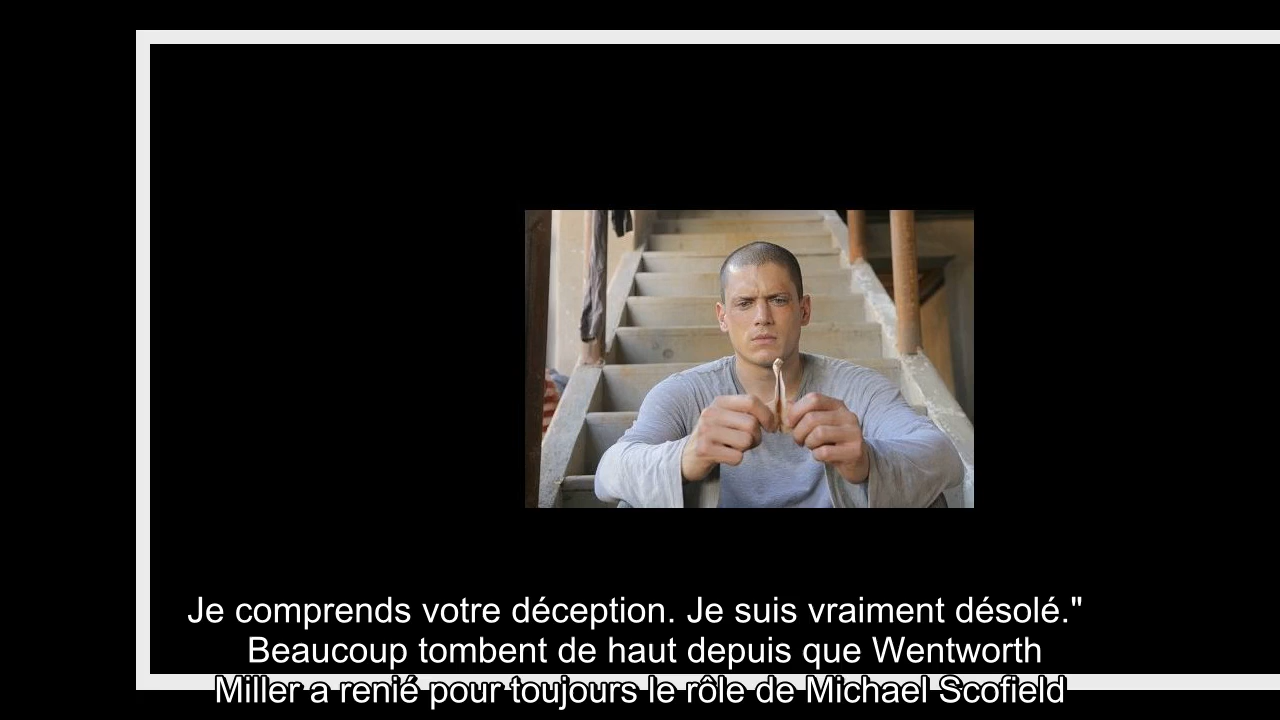 Je comprends votre déception. Je suis vraiment désolé."
Beaucoup tombent de haut depuis que Wentworth
Miller a renié pour toujours le rôle de Michael Scofield